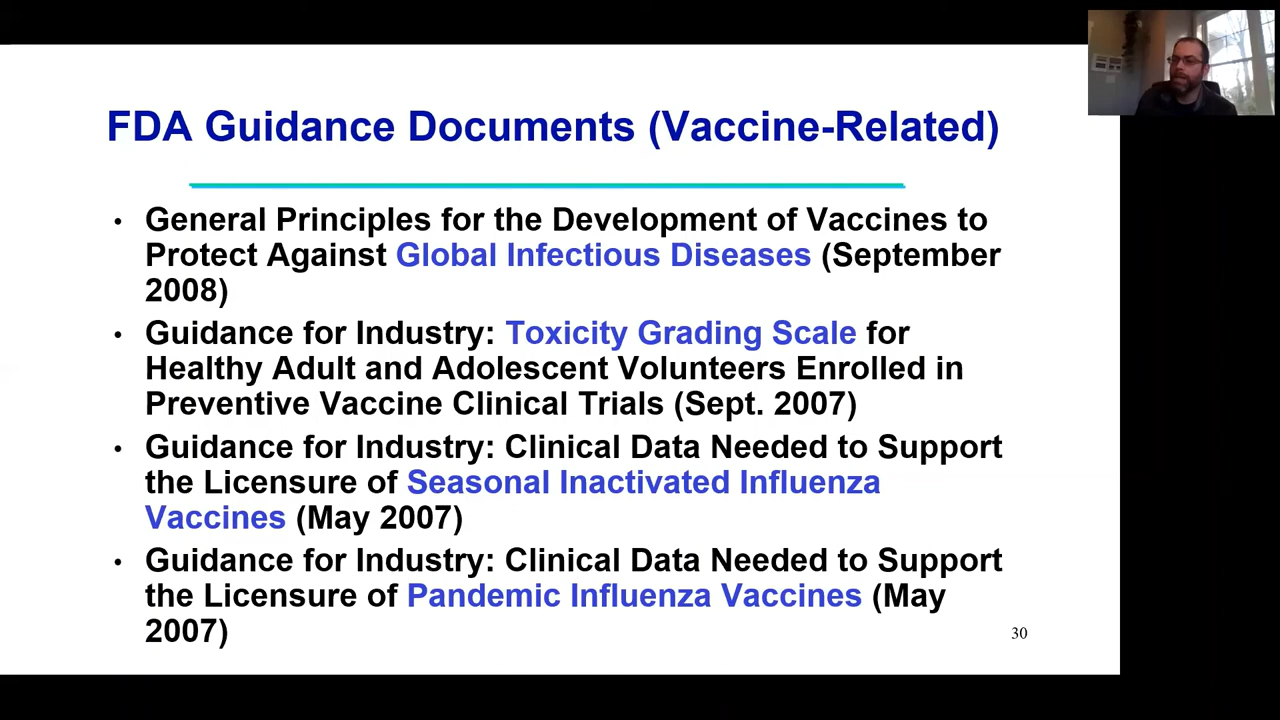 FDA Guidance Documents (Vaccine-Related)
• General Principles for the Development of Vaccines to
Protect Against Global Infectious Diseases (September
2008)
• Guidance for Industry: Toxicity Grading Scale for
Healthy Adult and Adolescent Volunteers Enrolled in
Preventive Vaccine Clinical Trials (Sept. 2007)
• Guidance for Industry: Clinical Data Needed to Support
the Licensure of Seasonal Inactivated Influenza
Vaccines (May 2007)
• Guidance for Industry: Clinical Data Needed to Support
the Licensure of Pandemic Influenza Vaccines (May
2007)
30